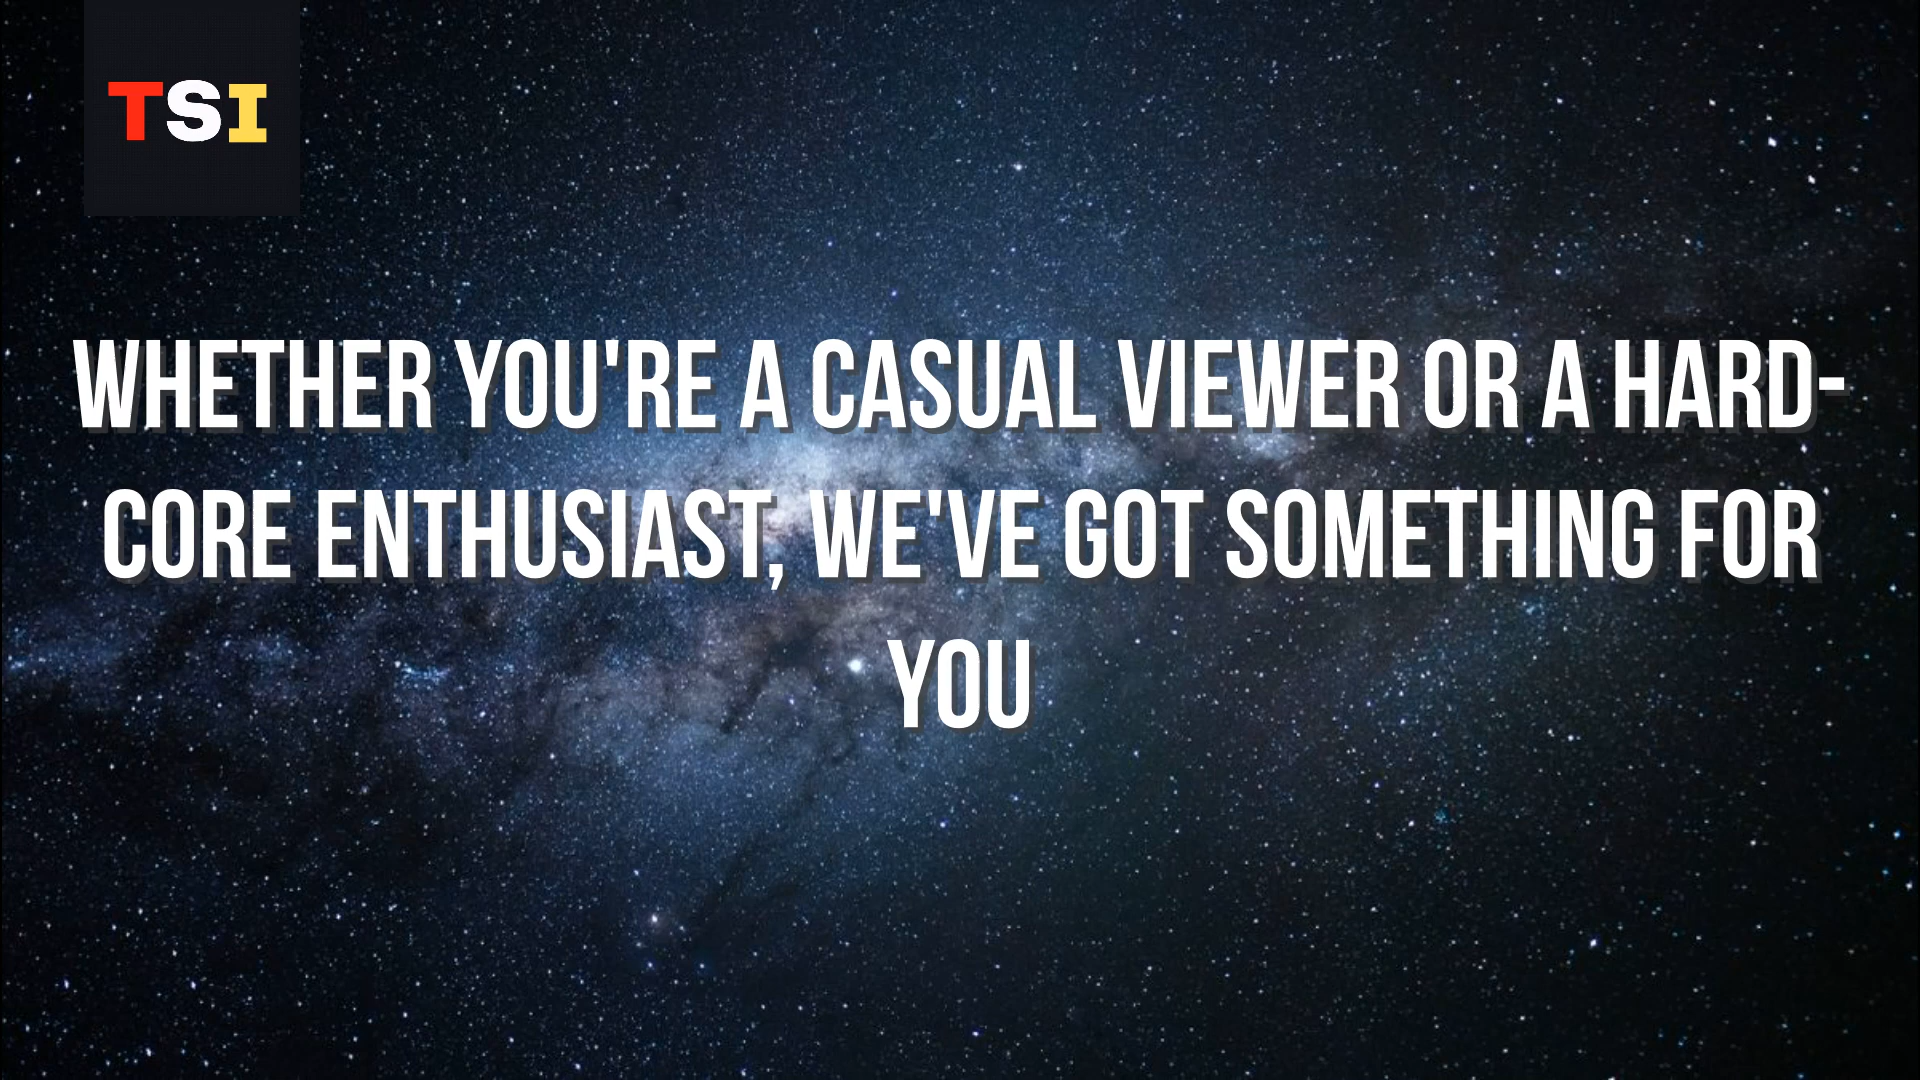 TSI
WHETHER YOU'RE A CASUAL VIEWER OR A HARD-
CORE ENTHUSIAST, WE'VE GOT SOMETHING FOR
YOU